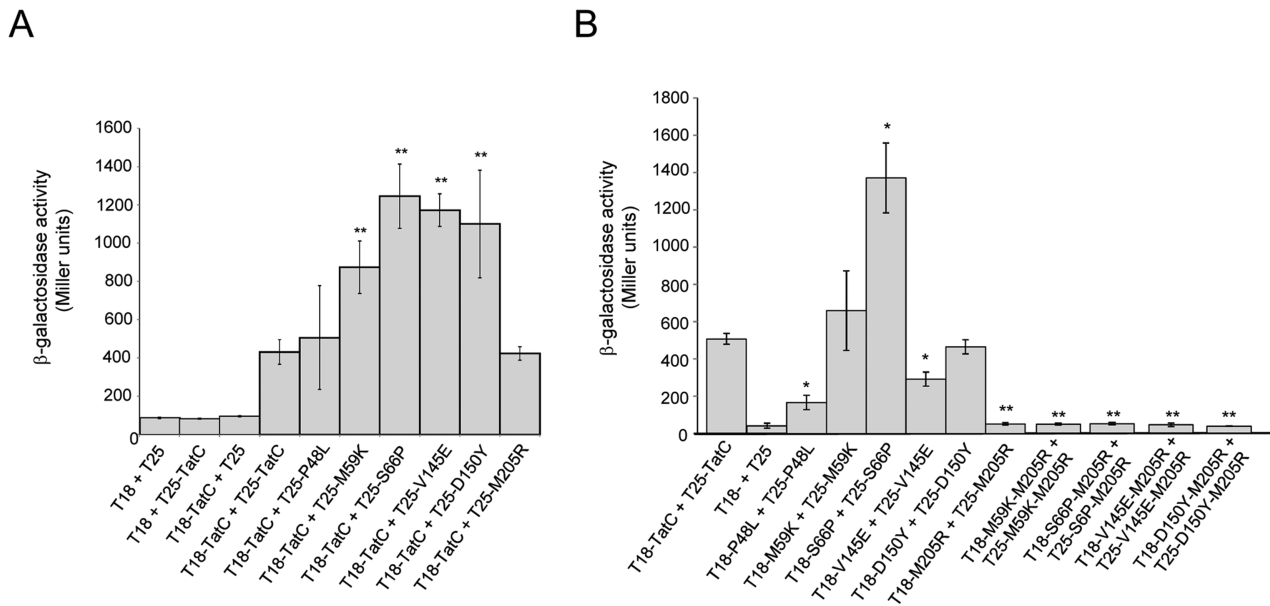 A
β-galactosidase activity
(Miller units)
1600
1400
1200
1000
800
600
400
200
0
**
**
**
**
T18 + T25
T18 + T25-TatC
T18-TatC + T25
T18-TatC + T25-TatC
T18-TatC + T25-P48L
T18-TatC + T25-M59K
T18-TatC + T25-S66P
T18-TatC + T25-V145E
T18-TatC + T25-D150Y
T18-TatC + T25-M205R
B
β-galactosidase activity
(Miller units)
1800
1600
1400
1200
1000
800
600
400
200
0
*
*
*
**
**
**
**
**
T18-TatC + T25-TatC
T18- + T25
T18-P48L + T25-P48L
T18-M59K + T25-M59K
T18-S66P + T25-S66P
T18-V145E + T25-V145E
T18-D150Y + T25-D150Y
T18-M205R + T25-M205R
T18-M59K-M205R +
T25-M59K-M205R
T18-S66P-M205R +
T25-S6P-M205R
T18-V145E-M205R +
T25-V145E-M205R
T18-D150Y-M205R +
T25-D150Y-M205R